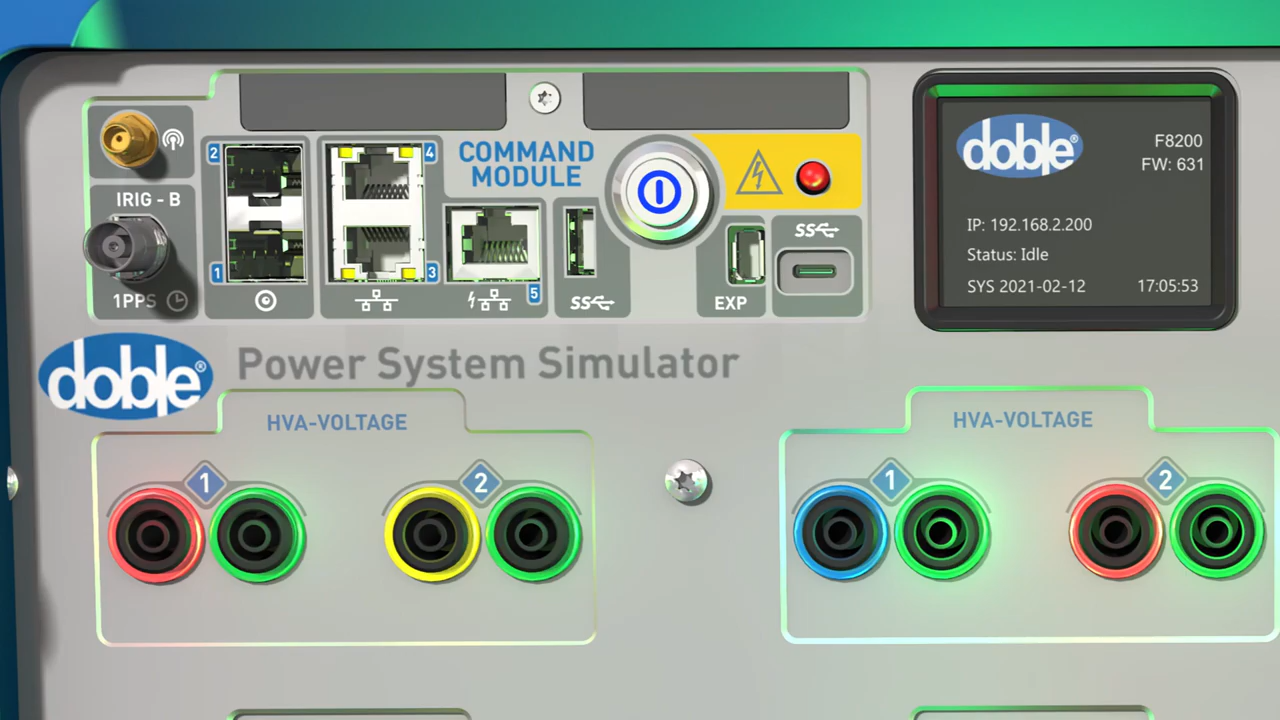 IRIG - B
1PPS
2
1
4
3
5
COMMAND
MODULE
SS
EXP
SS
doble®
F8200
FW: 631
IP: 192.168.2.200
Status: Idle
SYS 2021-02-12 17:05:53
doble®
Power System Simulator
HVA-VOLTAGE
1
2
HVA-VOLTAGE
1
2